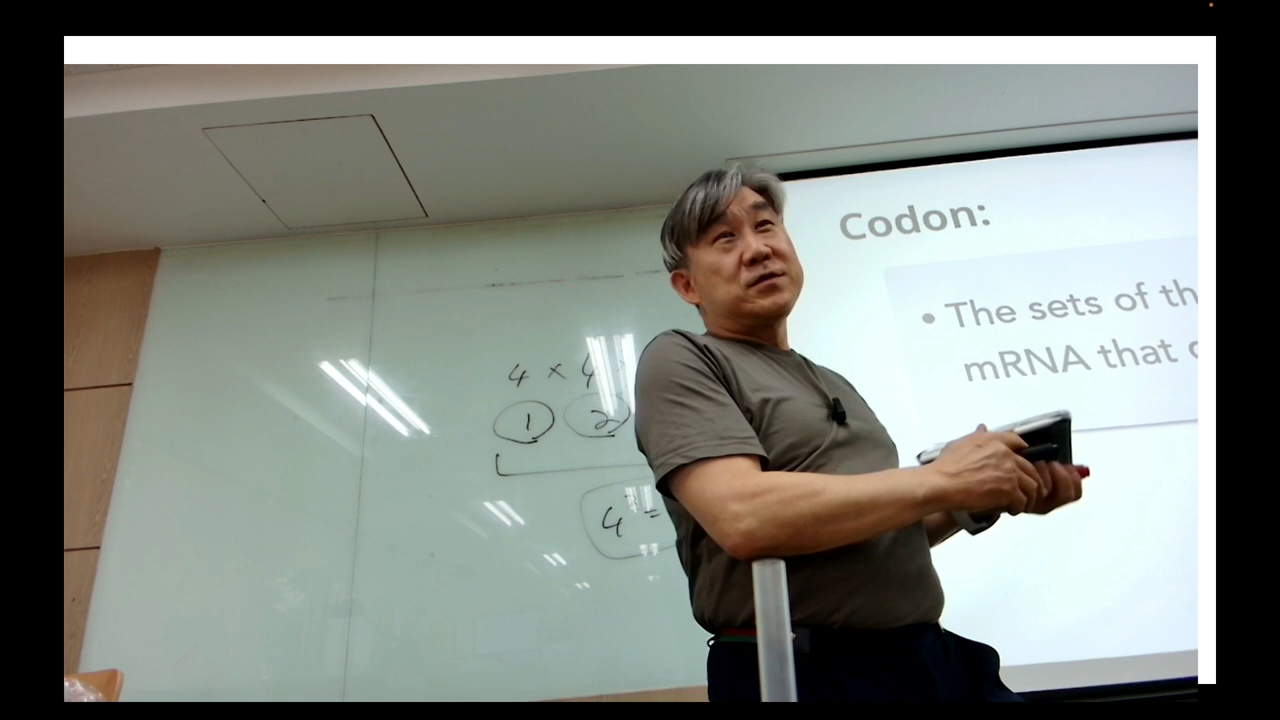 Codon:
• The sets of th
mRNA that
4 × 4
1 2
4 =